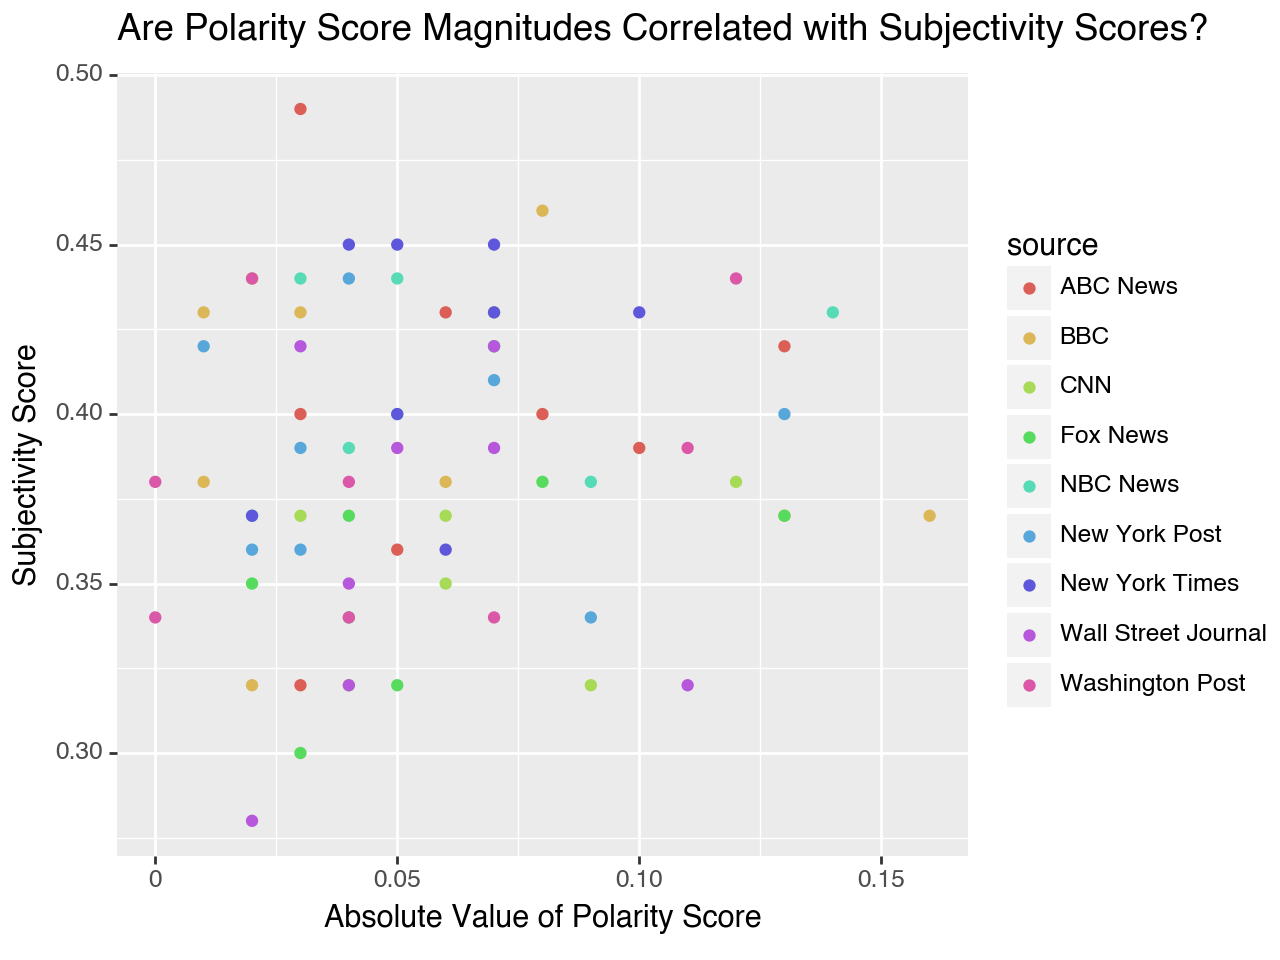 Are Polarity Score Magnitudes Correlated with Subjectivity Scores?
0.50
0.45
0.40
0.35
0.30
Subjectivity Score
0
0.05
0.10
0.15
Absolute Value of Polarity Score
source
ABC News
BBC
CNN
Fox News
NBC News
New York Post
New York Times
Wall Street Journal
Washington Post